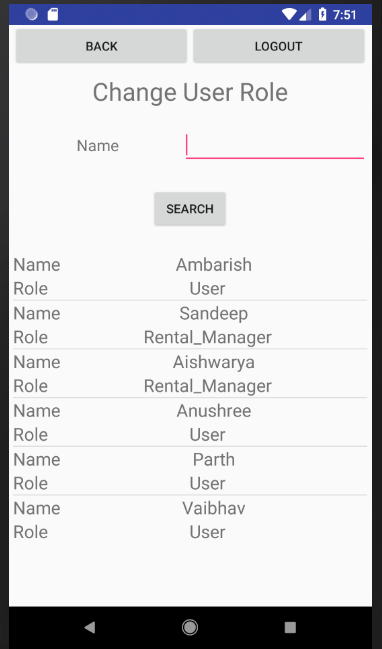 7:51
BACK LOGOUT
Change User Role
Name
SEARCH
Name Ambarish
Role User
Name Sandeep
Role Rental_Manager
Name Aishwarya
Role Rental_Manager
Name Anushree
Role User
Name Parth
Role User
Name Vaibhav
Role User